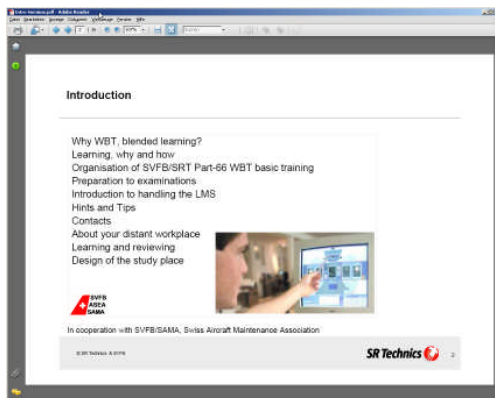 Introduction
Why WBT, blended learning?
Learning, why and how
Organisation of SVFB/SRT Part-66 WBT basic training
Preparation to examinations
Introduction to handling the LMS
Hints and Tips
Contacts
About your distant workplace
Learning and reviewing
Design of the study place
SVFB
ASEA
SAMA
In cooperation with SVFB/SAMA, Swiss Aircraft Maintenance Association
SR Technics
2